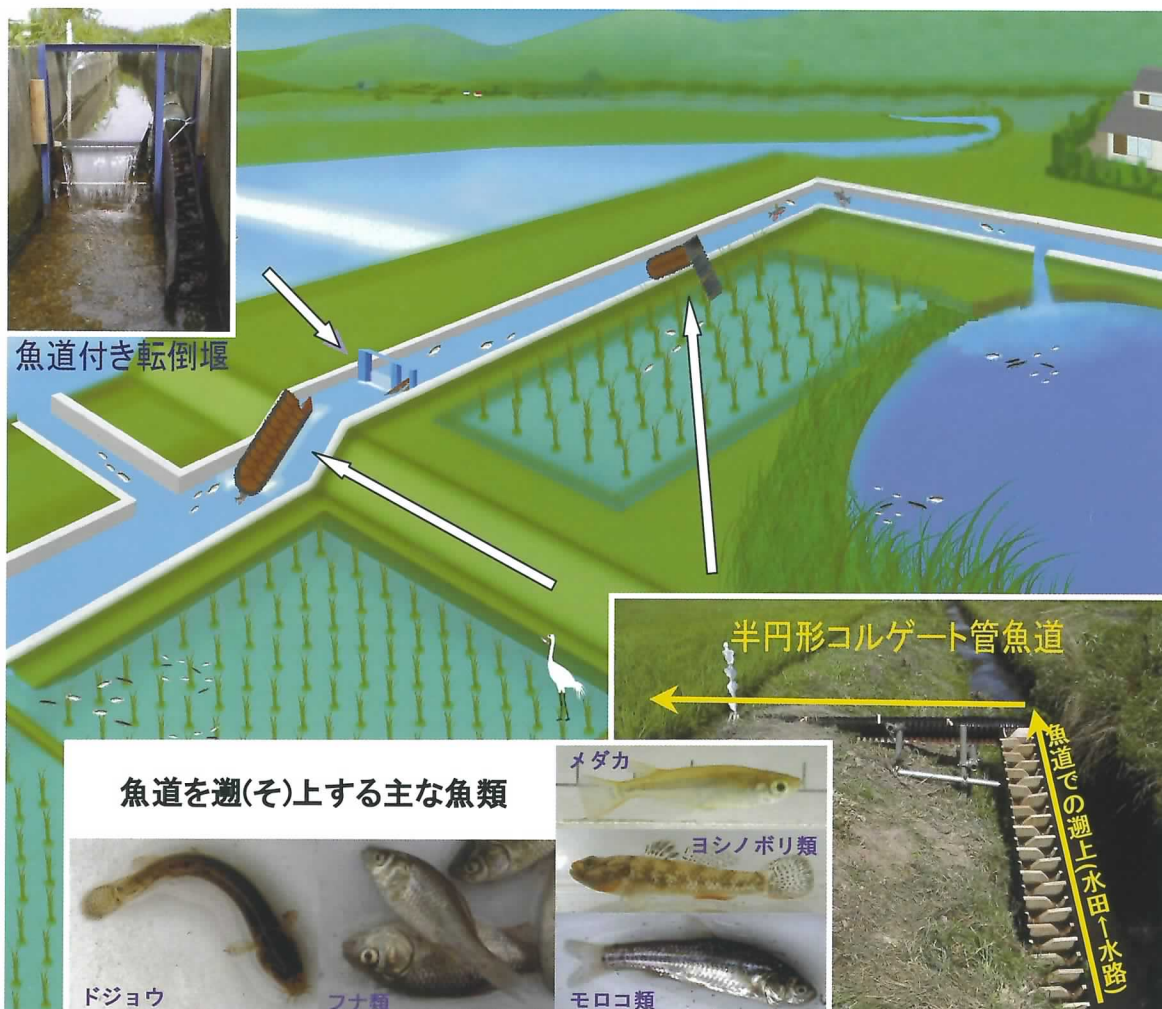 魚道付き転倒堰
半円形コルゲート管魚道
魚道での遡上(水田←水路)
魚道を遡(そ)上する主な魚類
メダカ
ヨシノボリ類
ドジョウ
フナ類
モロコ類